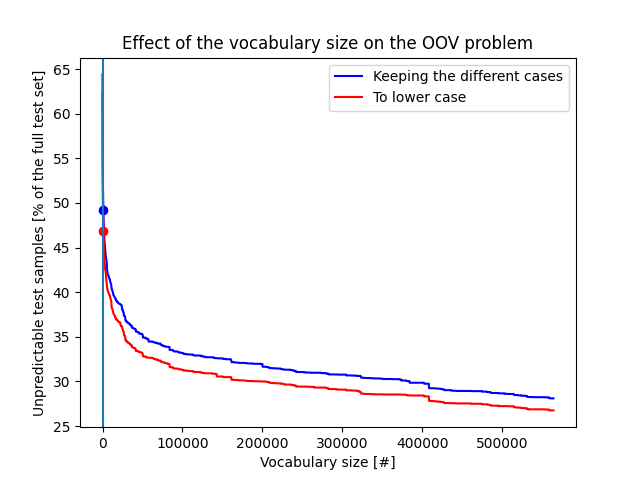 Effect of the vocabulary size on the OOV problem
Keeping the different cases
To lower case
Unpredictable test samples [% of the full test set]
65
60
55
50
45
40
35
30
25
0 100000 200000 300000 400000 500000
Vocabulary size [#]